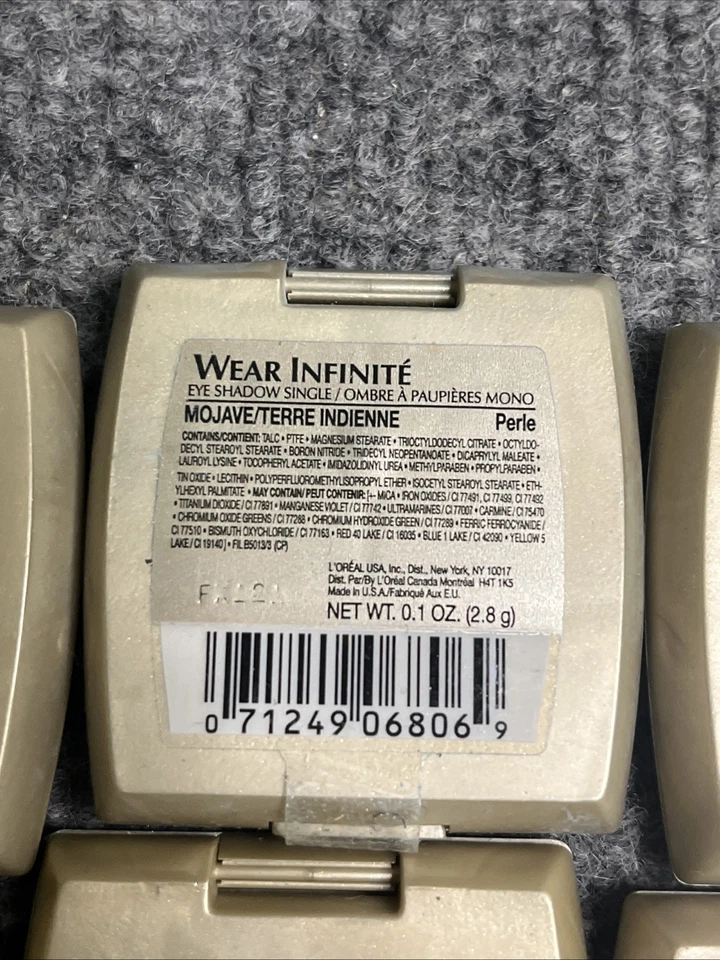 WEAR INFINITÉ
EYE SHADOW SINGLE / OMBRE À PAUPIÈRES MONO
MOJAVE/TERRE INDIENNE Perle
CONTAINS/CONTENT: TALC • PTFE • MAGNESIUM STEARATE • TRIOCTYLDODECYL CITRATE • OCTYLDO-
DECYL STEAROYL STEARATE • BORON NITRIDE • TRIDECYL NEOPENTANOATE • DICAPRYLYL MALEATE •
LAUROYL LYSINE • TOCOPHERYL ACETATE • IMIDAZOLIDINYL UREA • METHYLPARABEN • PROPYLPARABEN •
TIN OXIDE • LECITHIN • POLYPERFLUOROMETHYLISOPROPYL ETHER • ISOCETYL STEAROYL STEARATE • ETH-
YLHEXYL PALMITATE • MAY CONTAIN/PEUT CONTENIR: [+- MICA • IRON OXIDES / CI 77491, CI 77499, CI 77492
• TITANIUM DIOXIDE / CI 77891 • MANGANESE VIOLET / CI 77742 • ULTRAMARINES / CI 77007 • CARMINE / CI 75470
• CHROMIUM OXIDE GREENS / CI 77288 • CHROMIUM HYDROXIDE GREEN / CI 77289 • FERRIC FERROCYANIDE /
CI 77510 • BISMUTH OXYCHLORIDE / CI 77163 • RED 40 LAKE / CI 16035 • BLUE 1 LAKE / CI 42090 • YELLOW 5
LAKE / CI 19140] • FIL B5013/3 (CP)
L'ORÉAL USA, Inc., Dist., New York, NY 10017
Dist. Par/By L'Oréal Canada Montréal H4T 1K5
Made In U.S.A./Fabriqué Aux E.U.
NET WT. 0.1 OZ. (2.8 g)
0 71249 06806 9